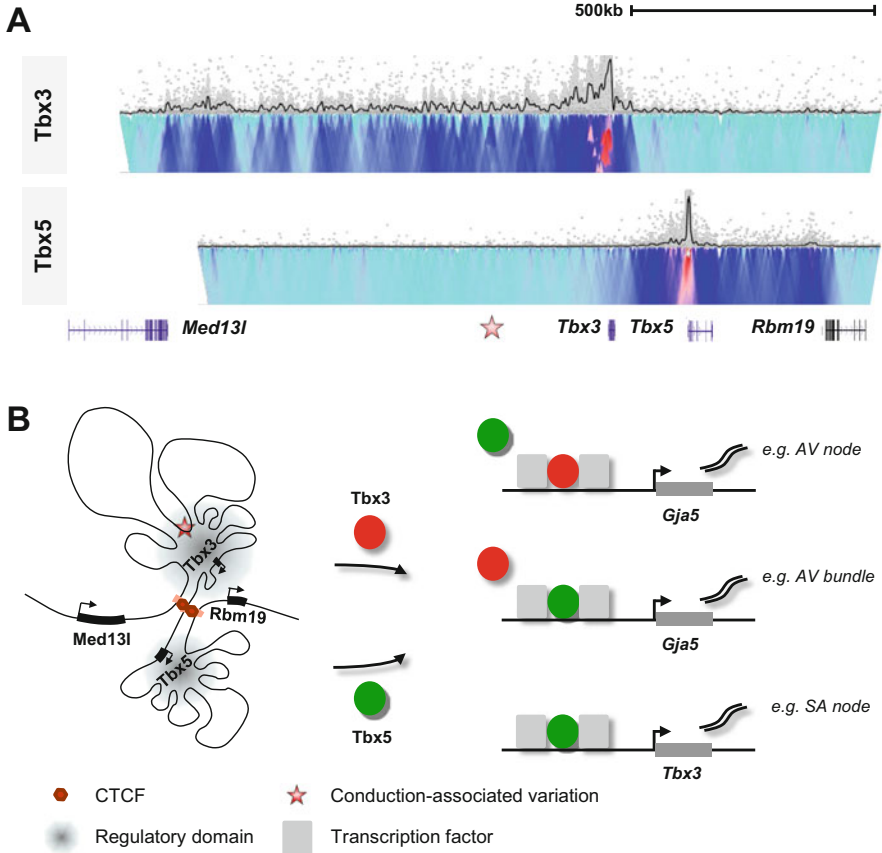 A
500kb
Tbx3
Tbx5
Med13l
Tbx3
Tbx5
Rbm19
B
Tbx3
Med13l
Rbm19
Tbx5
Tbx3
Tbx5
e.g. AV node
Gja5
e.g. AV bundle
Gja5
e.g. SA node
Tbx3
CTCF
Conduction-associated variation
Regulatory domain
Transcription factor